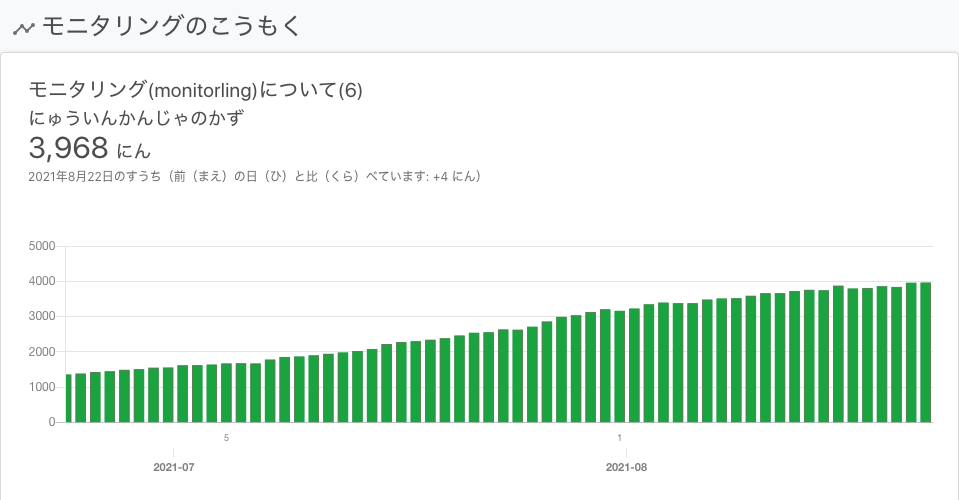 モニタリングのこうもく
モニタリング(monitorling)について(6)
にゅういんかんじゃのかず
3,968 にん
2021年8月22日のすうち（前（まえ）の日（ひ）と比（くら）べています: +4 にん）
5000
4000
3000
2000
1000
0
5
1
2021-07
2021-08